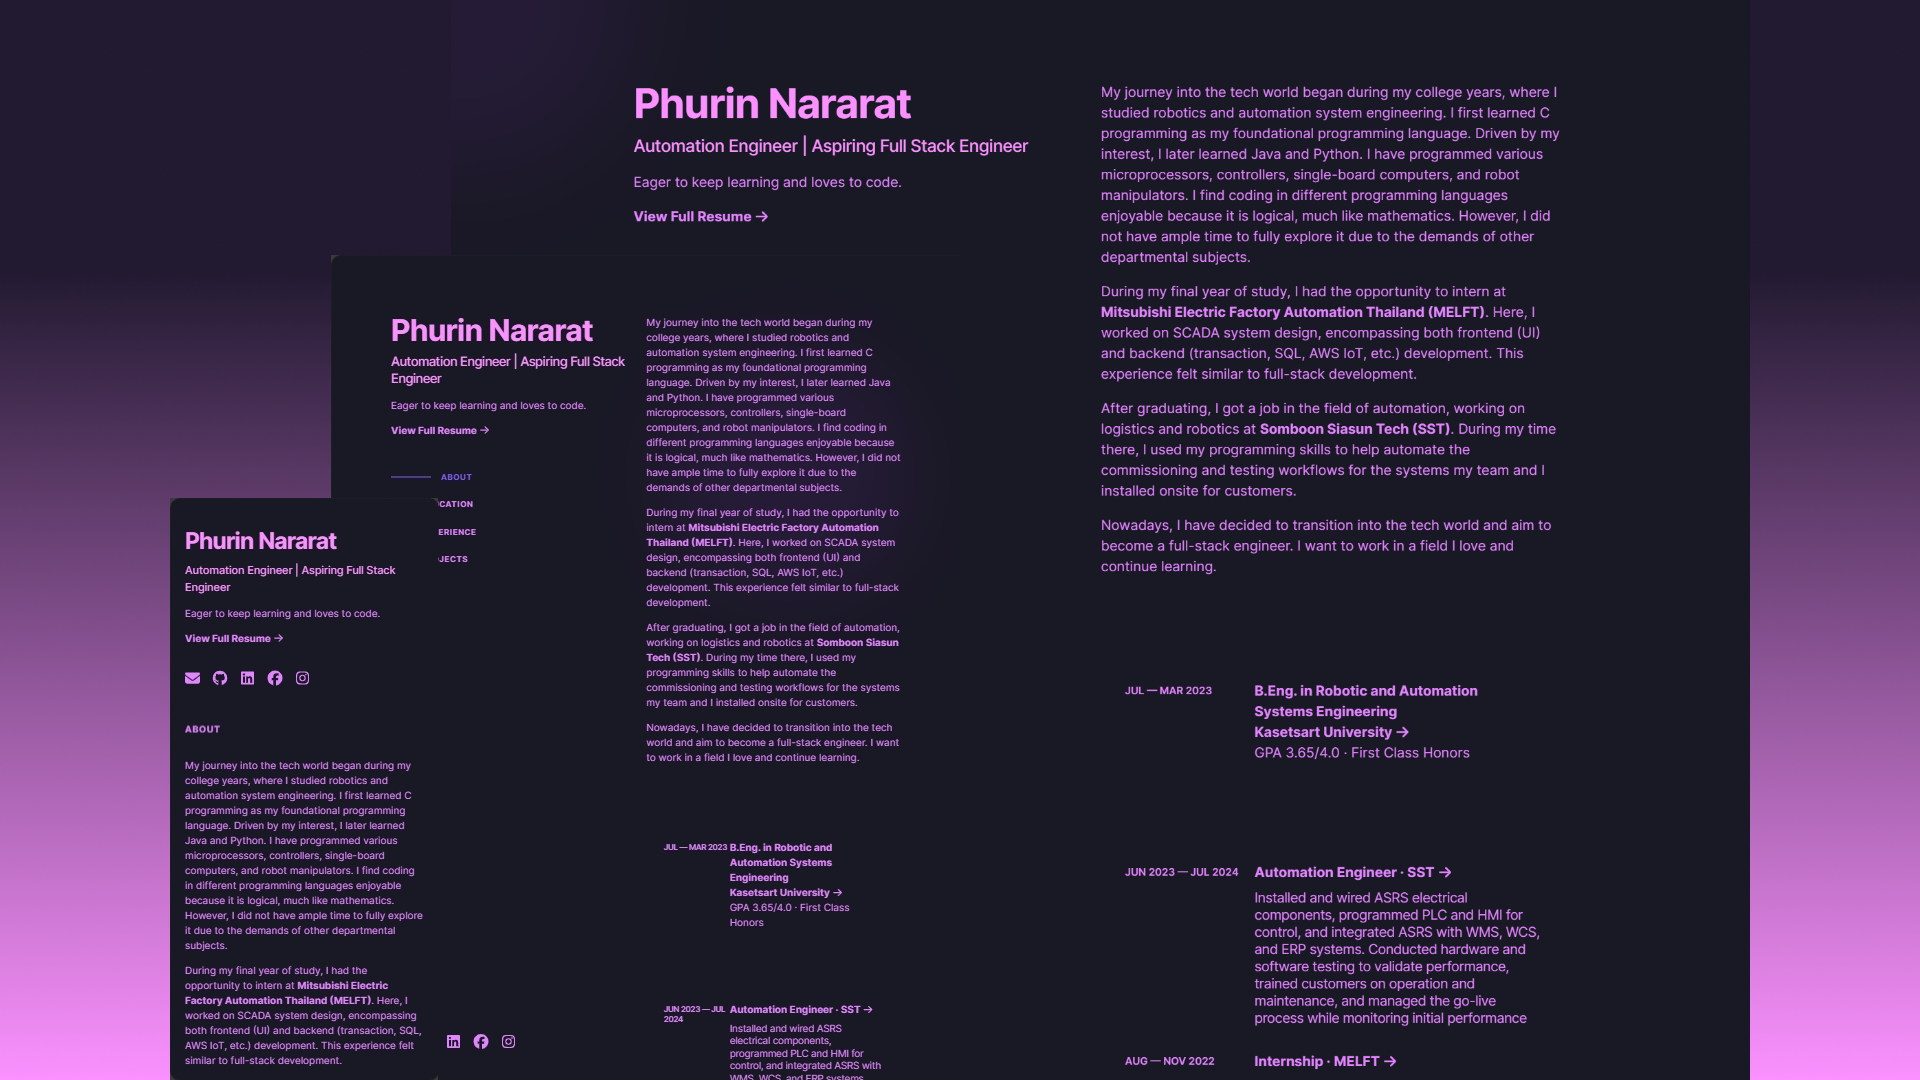 Phurin Nararat
Automation Engineer | Aspiring Full Stack Engineer
Eager to keep learning and loves to code.
View Full Resume →
My journey into the tech world began during my college years, where I
studied robotics and automation system engineering. I first learned C
programming as my foundational programming language. Driven by my
interest, I later learned Java and Python. I have programmed various
microprocessors, controllers, single-board computers, and robot
manipulators. I find coding in different programming languages
enjoyable because it is logical, much like mathematics. However, I did
not have ample time to fully explore it due to the demands of other
departmental subjects.
During my final year of study, I had the opportunity to intern at
Mitsubishi Electric Factory Automation Thailand (MELFT). Here, I
worked on SCADA system design, encompassing both frontend (UI)
and backend (transaction, SQL, AWS IoT, etc.) development. This
experience felt similar to full-stack development.
After graduating, I got a job in the field of automation, working on
logistics and robotics at Somboon Siasun Tech (SST). During my time
there, I used my programming skills to help automate the
commissioning and testing workflows for the systems my team and I
installed onsite for customers.
Nowadays, I have decided to transition into the tech world and aim to
become a full-stack engineer. I want to work in a field I love and
continue learning.
JUL — MAR 2023
B.Eng. in Robotic and Automation
Systems Engineering
Kasetsart University →
GPA 3.65/4.0 · First Class Honors
JUN 2023 — JUL 2024
Automation Engineer · SST →
Installed and wired ASRS electrical
components, programmed PLC and HMI for
control, and integrated ASRS with WMS, WCS,
and ERP systems. Conducted hardware and
software testing to validate performance,
trained customers on operation and
maintenance, and managed the go-live
process while monitoring initial performance
AUG — NOV 2022
Internship · MELFT →
Phurin Nararat
Automation Engineer | Aspiring Full Stack
Engineer
Eager to keep learning and loves to code.
View Full Resume →
ABOUT
CATION
ERIENCE
JECTS
My journey into the tech world began during my
college years, where I studied robotics and
automation system engineering. I first learned C
programming as my foundational programming
language. Driven by my interest, I later learned Java
and Python. I have programmed various
microprocessors, controllers, single-board
computers, and robot manipulators. I find coding in
different programming languages enjoyable because
it is logical, much like mathematics. However, I did not
have ample time to fully explore it due to the
demands of other departmental subjects.
During my final year of study, I had the opportunity to
intern at Mitsubishi Electric Factory Automation
Thailand (MELFT). Here, I worked on SCADA system
design, encompassing both frontend (UI) and
backend (transaction, SQL, AWS IoT, etc.)
development. This experience felt similar to full-stack
development.
After graduating, I got a job in the field of automation,
working on logistics and robotics at Somboon Siasun
Tech (SST). During my time there, I used my
programming skills to help automate the
commissioning and testing workflows for the systems
my team and I installed onsite for customers.
Nowadays, I have decided to transition into the tech
world and aim to become a full-stack engineer. I want
to work in a field I love and continue learning.
JUL — MAR 2023
B.Eng. in Robotic and
Automation Systems
Engineering
Kasetsart University →
GPA 3.65/4.0 · First Class
Honors
JUN 2023 — JUL
2024
Automation Engineer · SST →
Installed and wired ASRS
electrical components,
programmed PLC and HMI for
control, and integrated ASRS with
WMS, WCS, and ERP systems.
Phurin Nararat
Automation Engineer | Aspiring Full Stack
Engineer
Eager to keep learning and loves to code.
View Full Resume →
ABOUT
My journey into the tech world began during my
college years, where I studied robotics and
automation system engineering. I first learned C
programming as my foundational programming
language. Driven by my interest, I later learned
Java and Python. I have programmed various
microprocessors, controllers, single-board
computers, and robot manipulators. I find coding
in different programming languages enjoyable
because it is logical, much like mathematics.
However, I did not have ample time to fully explore
it due to the demands of other departmental
subjects.
During my final year of study, I had the
opportunity to intern at Mitsubishi Electric
Factory Automation Thailand (MELFT). Here, I
worked on SCADA system design, encompassing
both frontend (UI) and backend (transaction, SQL,
AWS IoT, etc.) development. This experience felt
similar to full-stack development.